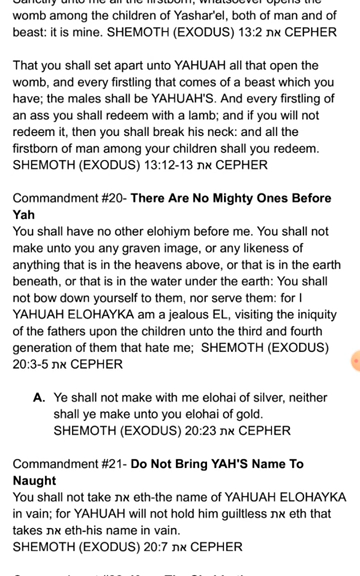 Sanctify unto me all the firstborn, whatsoever opens the
womb among the children of Yashar'el, both of man and of
beast: it is mine. SHEMOTH (EXODUS) 13:2 את CEPHER
That you shall set apart unto YAHUAH all that open the
womb, and every firstling that comes of a beast which you
have; the males shall be YAHUAH'S. And every firstling of
an ass you shall redeem with a lamb; and if you will not
redeem it, then you shall break his neck: and all the
firstborn of man among your children shall you redeem.
SHEMOTH (EXODUS) 13:12-13 את CEPHER
Commandment #20- There Are No Mighty Ones Before
Yah
You shall have no other elohiym before me. You shall not
make unto you any graven image, or any likeness of
anything that is in the heavens above, or that is in the earth
beneath, or that is in the water under the earth: You shall
not bow down yourself to them, nor serve them: for I
YAHUAH ELOHAYKA am a jealous EL, visiting the iniquity
of the fathers upon the children unto the third and fourth
generation of them that hate me; SHEMOTH (EXODUS)
20:3-5 את CEPHER
A. Ye shall not make with me elohai of silver, neither
shall ye make unto you elohai of gold.
SHEMOTH (EXODUS) 20:23 את CEPHER
Commandment #21- Do Not Bring YAH'S Name To
Naught
You shall not take את eth-the name of YAHUAH ELOHAYKA
in vain; for YAHUAH will not hold him guiltless את eth that
takes את eth-his name in vain.
SHEMOTH (EXODUS) 20:7 את CEPHER